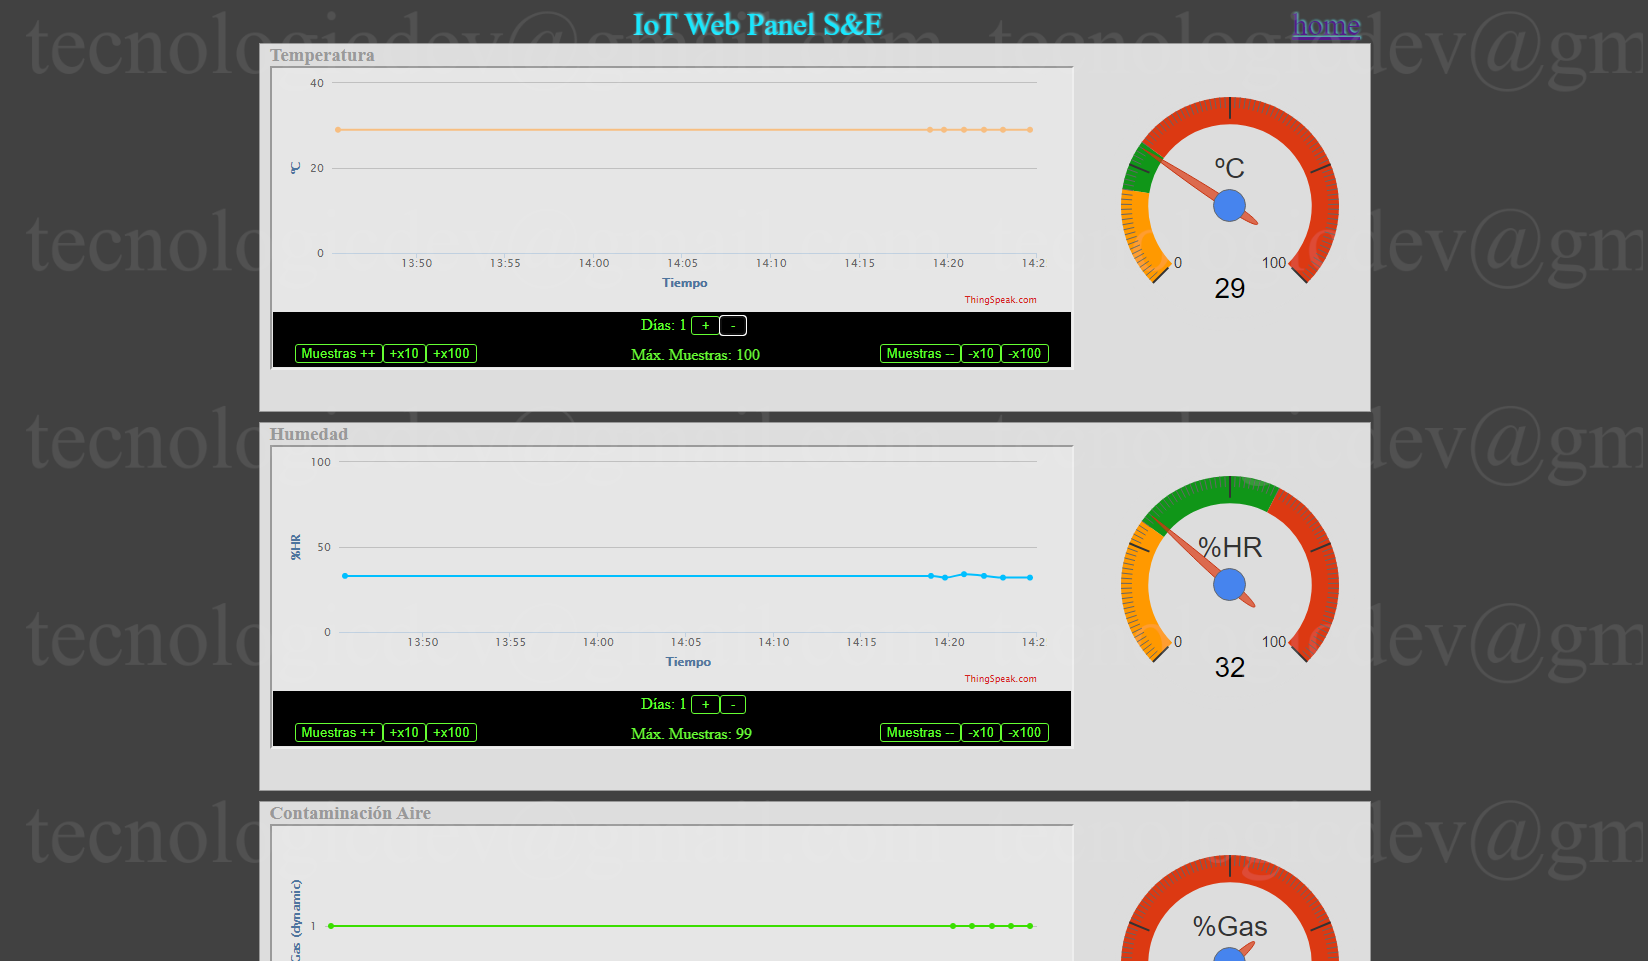 IoT Web Panel S&E
home
Temperatura
40
20
0
ºC
13:50 13:55 14:00 14:05 14:10 14:15 14:20 14:2
Tiempo
ThingSpeak.com
Días: 1 + -
Muestras ++ +x10 +x100 Máx. Muestras: 100 Muestras -- -x10 -x100
ºC
0 100
29
Humedad
100
50
0
%HR
13:50 13:55 14:00 14:05 14:10 14:15 14:20 14:2
Tiempo
ThingSpeak.com
Días: 1 + -
Muestras ++ +x10 +x100 Máx. Muestras: 99 Muestras -- -x10 -x100
%HR
0 100
32
Contaminación Aire
Gas (dynamic)
1
%Gas